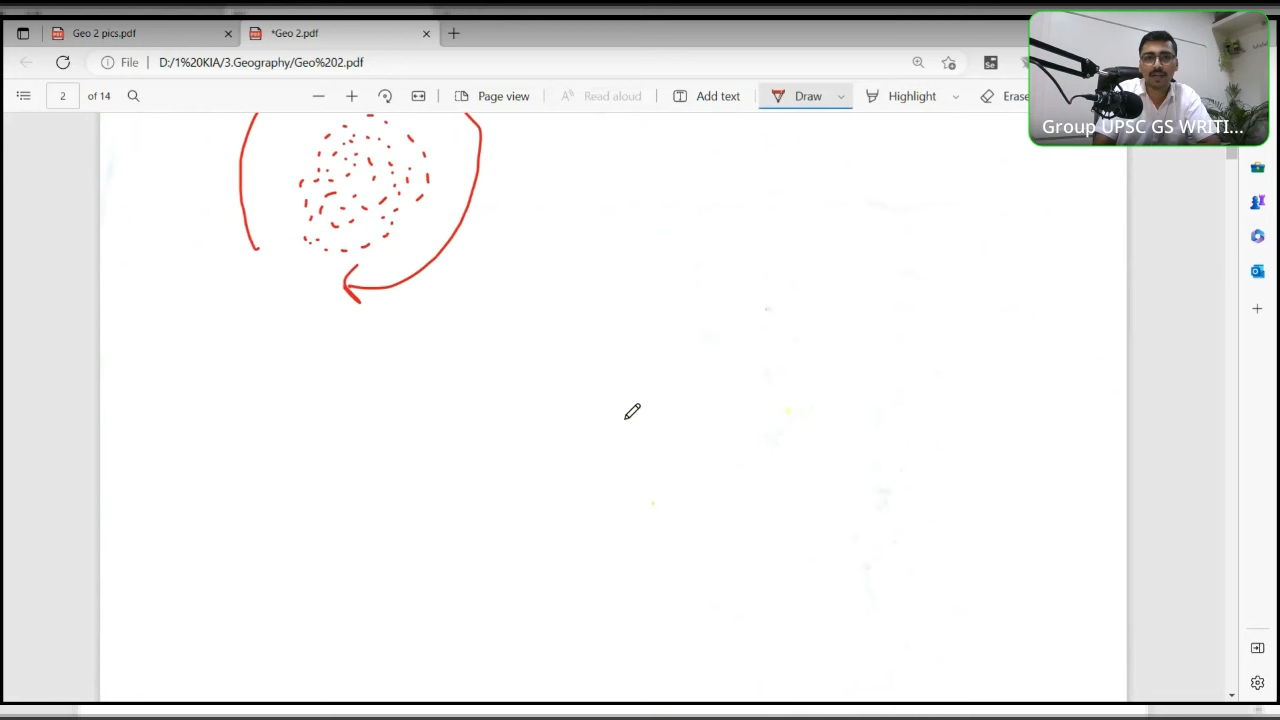 Geo 2 pics.pdf
*Geo 2.pdf
File
D:/1%20KIA/3.Geography/Geo%202.pdf
2 of 14
Page view
Read aloud
Add text
Draw
Highlight
Erase
Group UPSC GS WRITI...